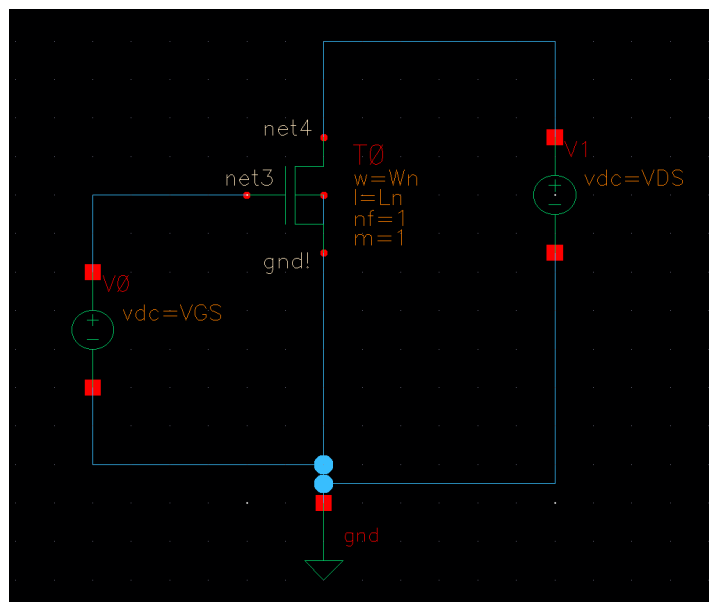 net4
T0
V1
net3
w=Wn
vdc=VDS
l=Ln
nf=1
m=1
gnd!
V0
vdc=VGS
gnd